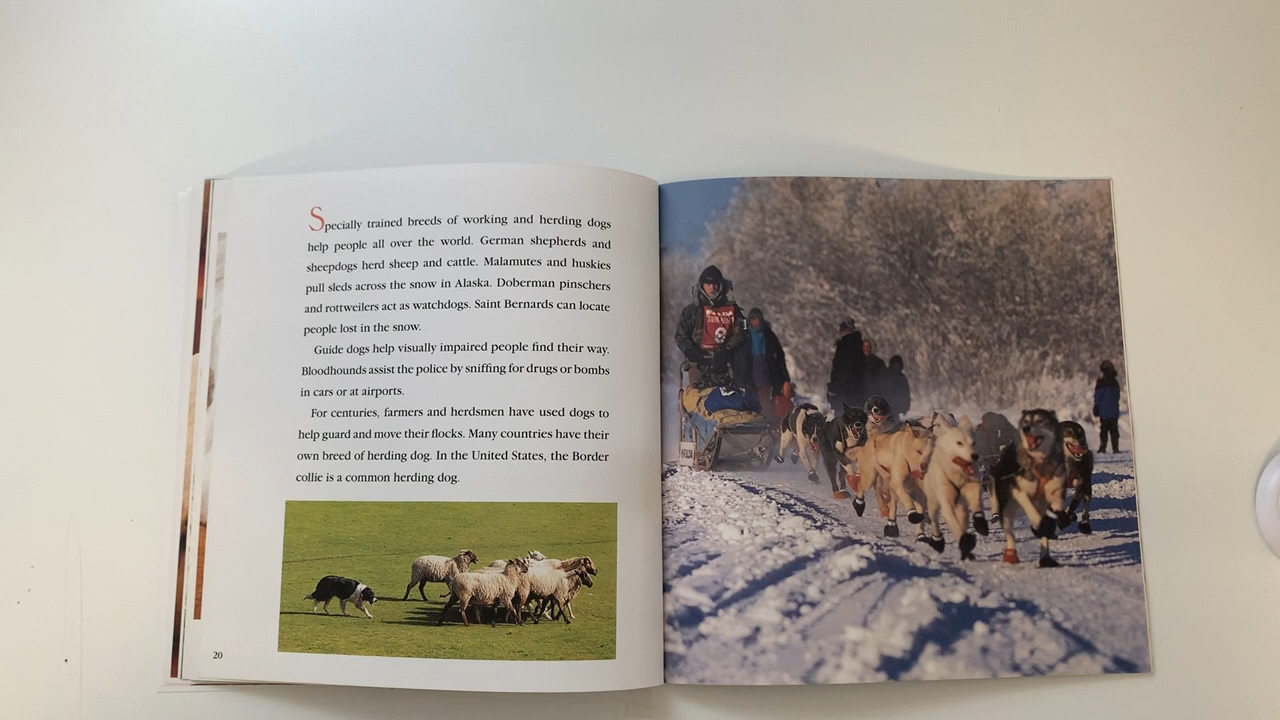 Specially trained breeds of working and herding dogs
help people all over the world. German shepherds and
sheepdogs herd sheep and cattle. Malamutes and huskies
pull sleds across the snow in Alaska. Doberman pinschers
and rottweilers act as watchdogs. Saint Bernards can locate
people lost in the snow.
Guide dogs help visually impaired people find their way.
Bloodhounds assist the police by sniffing for drugs or bombs
in cars or at airports.
For centuries, farmers and herdsmen have used dogs to
help guard and move their flocks. Many countries have their
own breed of herding dog. In the United States, the Border
collie is a common herding dog.
20